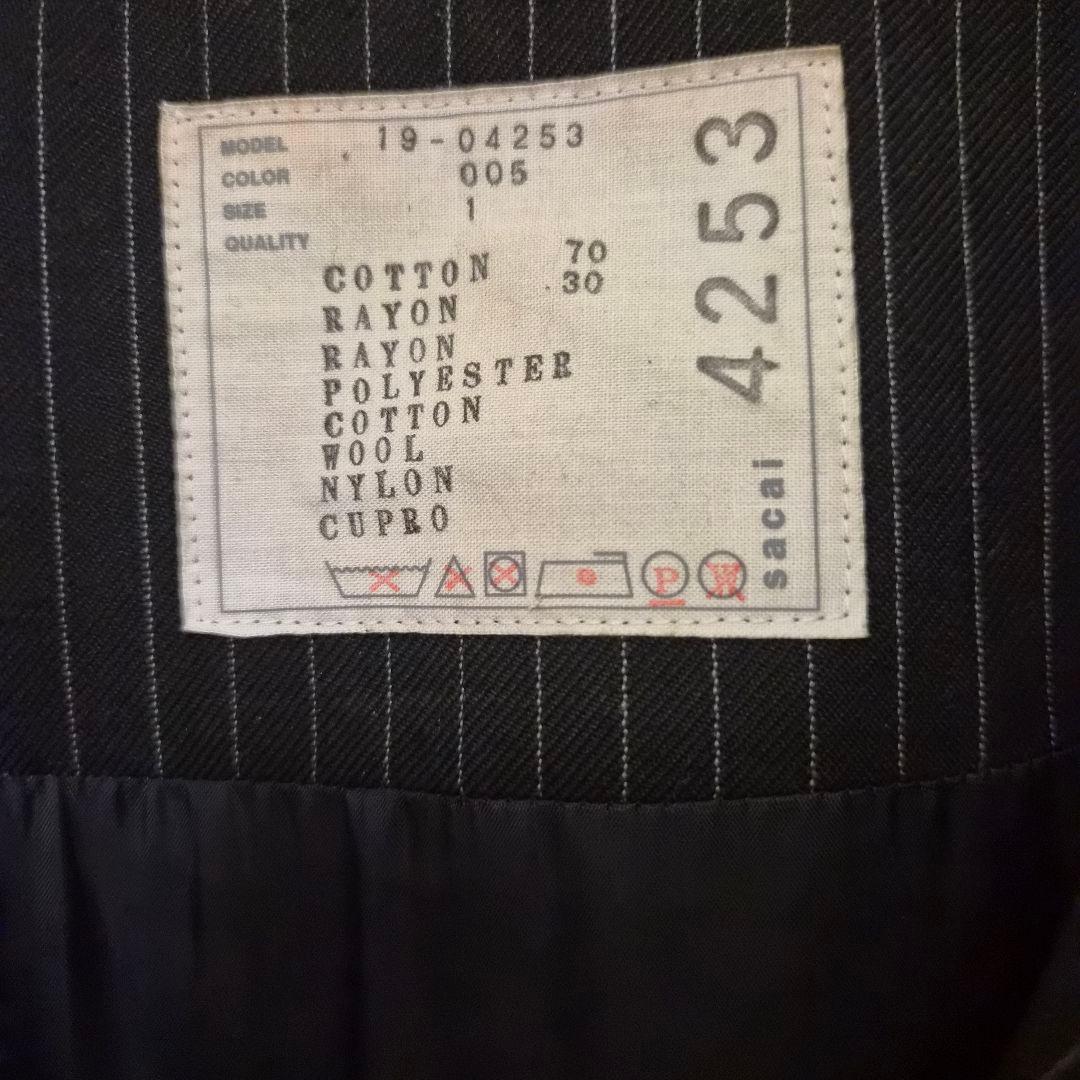 MODEL 19-04253
COLOR 005
SIZE 1
QUALITY
COTTON 70
RAYON 30
RAYON
POLYESTER
COTTON
WOOL
NYLON
CUPRO
P
W
sacai 4253